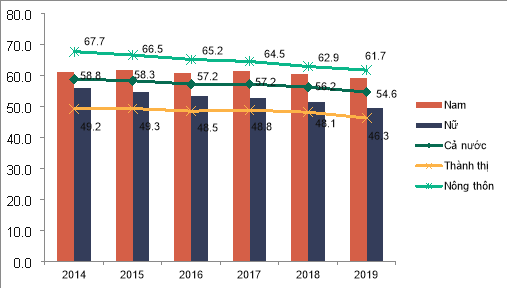 80.0
70.0
60.0
50.0
40.0
30.0
20.0
10.0
0.0
67.7 66.5 65.2 64.5 62.9 61.7
58.8 58.3 57.2 57.2 56.2 54.6
49.2 49.3 48.5 48.8 48.1 46.3
2014 2015 2016 2017 2018 2019
Nam
Nữ
Cả nước
Thành thị
Nông thôn